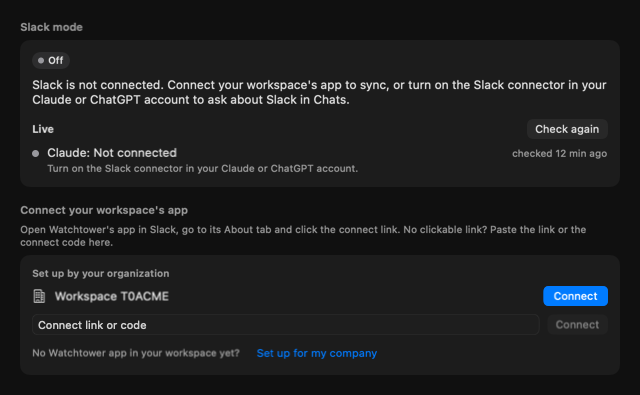 Slack mode
Off
Slack is not connected. Connect your workspace's app to sync, or turn on the Slack connector in your
Claude or ChatGPT account to ask about Slack in Chats.
Live
Check again
Claude: Not connected
checked 12 min ago
Turn on the Slack connector in your Claude or ChatGPT account.
Connect your workspace's app
Open Watchtower's app in Slack, go to its About tab and click the connect link. No clickable link? Paste the link or the
connect code here.
Set up by your organization
Workspace T0ACME
Connect
Connect link or code
Connect
No Watchtower app in your workspace yet?
Set up for my company